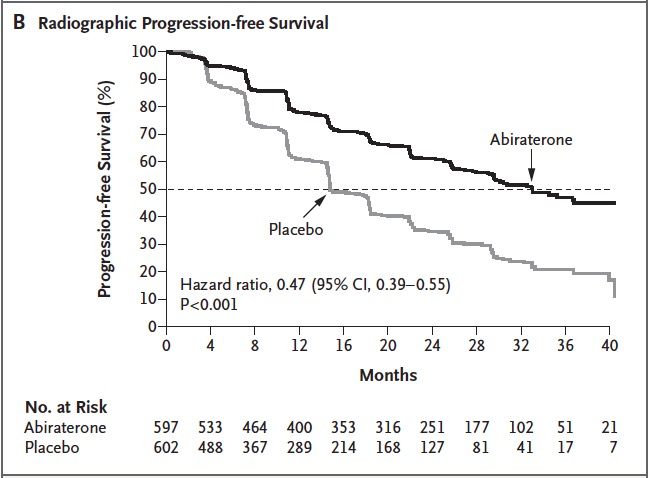 B Radiographic Progression-free Survival
Progression-free Survival (%)
100
90
80
70
60
50
40
30
20
10
0
Abiraterone
Placebo
Hazard ratio, 0.47 (95% CI, 0.39–0.55)
P<0.001
0 4 8 12 16 20 24 28 32 36 40
Months
No. at Risk
Abiraterone 597 533 464 400 353 316 251 177 102 51 21
Placebo 602 488 367 289 214 168 127 81 41 17 7